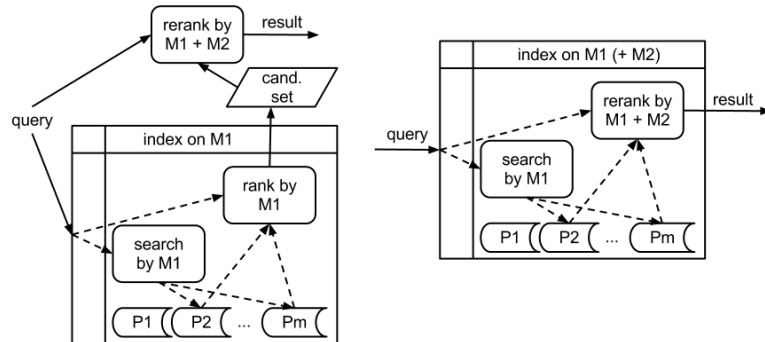 rerank by
M1 + M2
result
cand.
set
query
index on M1
rank by
M1
search
by M1
P1 P2 ... Pm
index on M1 (+ M2)
rerank by
M1 + M2
result
query
search
by M1
P1 P2 ... Pm